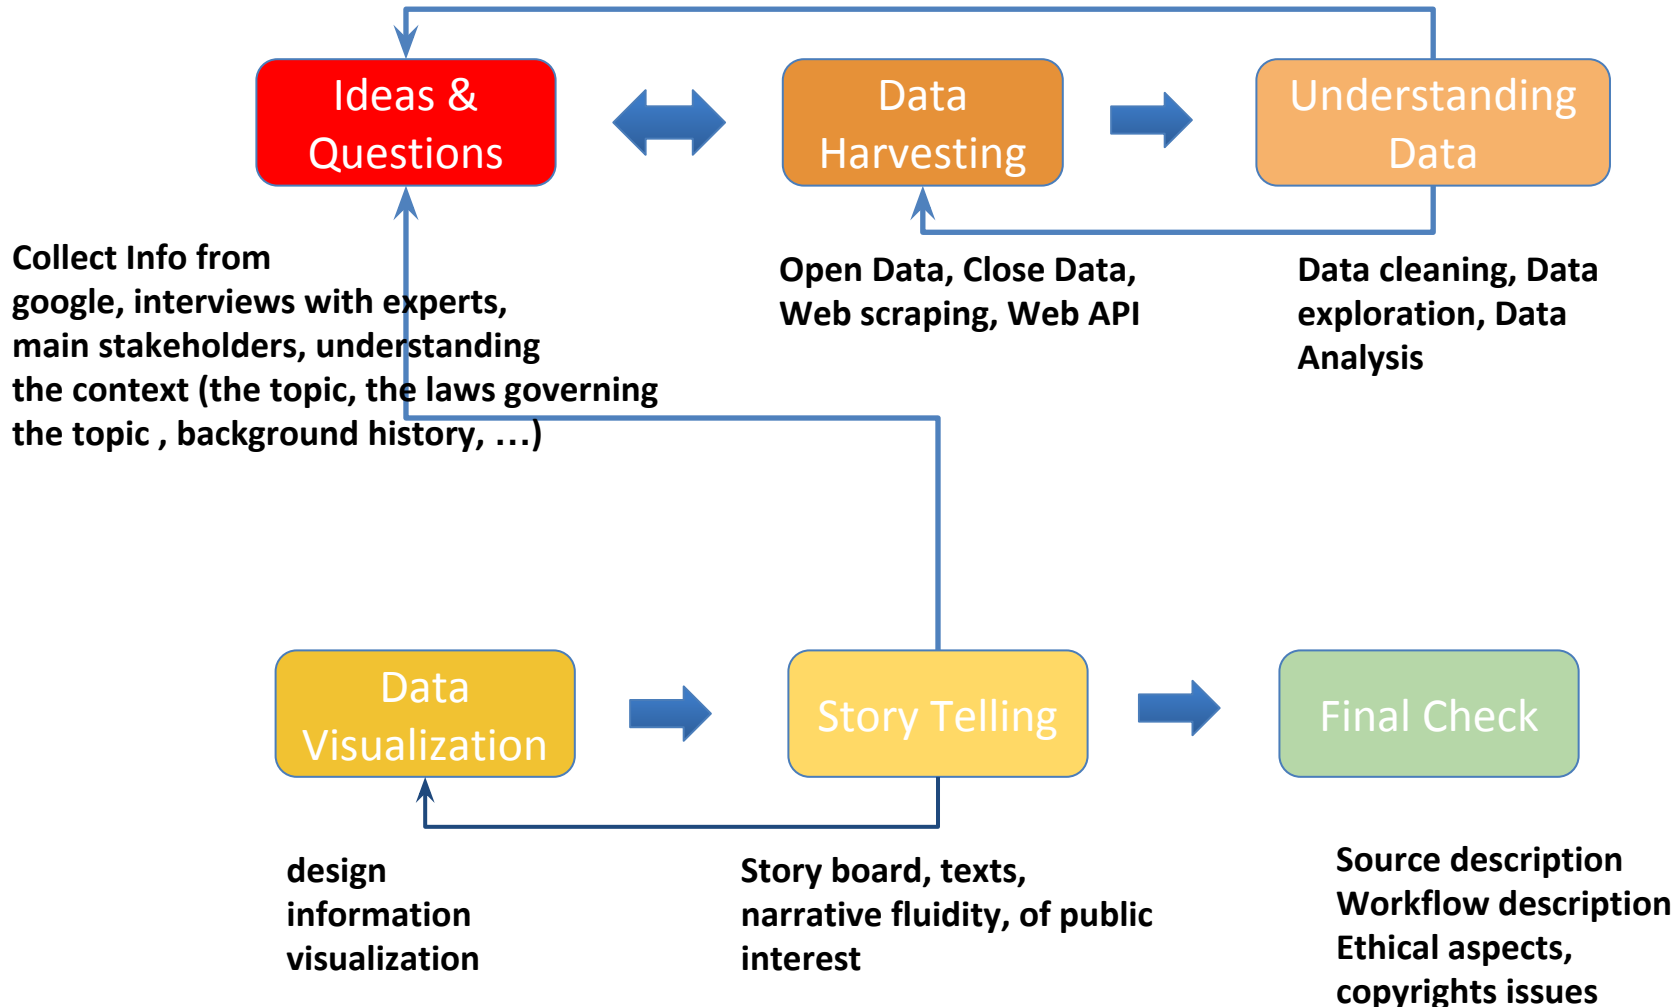 Ideas &
Questions
Data
Harvesting
Understanding
Data
Collect Info from
google, interviews with experts,
main stakeholders, understanding
the context (the topic, the laws governing
the topic , background history, …)
Open Data, Close Data,
Web scraping, Web API
Data cleaning, Data
exploration, Data
Analysis
Data
Visualization
Story Telling
Final Check
design
information
visualization
Story board, texts,
narrative fluidity, of public
interest
Source description
Workflow description
Ethical aspects,
copyrights issues